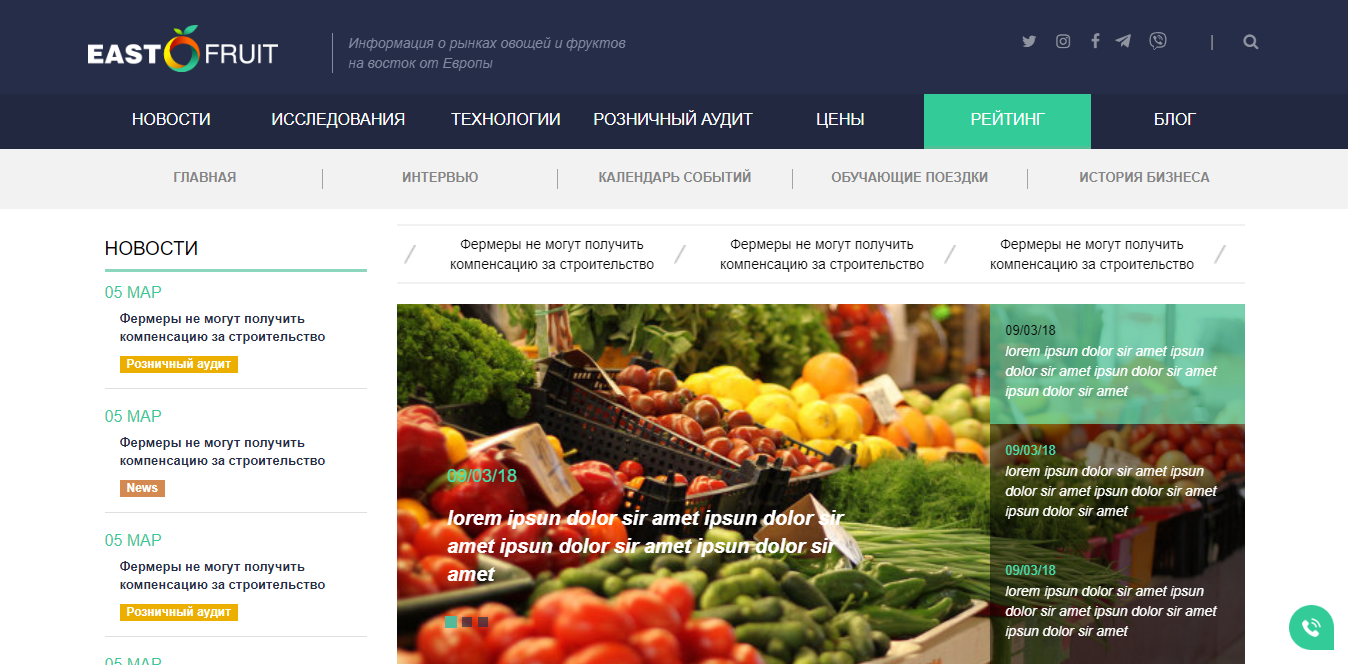 EAST FRUIT
Информация о рынках овощей и фруктов
на восток от Европы
НОВОСТИ
ИССЛЕДОВАНИЯ
ТЕХНОЛОГИИ
РОЗНИЧНЫЙ АУДИТ
ЦЕНЫ
РЕЙТИНГ
БЛОГ
ГЛАВНАЯ
ИНТЕРВЬЮ
КАЛЕНДАРЬ СОБЫТИЙ
ОБУЧАЮЩИЕ ПОЕЗДКИ
ИСТОРИЯ БИЗНЕСА
НОВОСТИ
05 МАР
Фермеры не могут получить
компенсацию за строительство
Розничный аудит
05 МАР
Фермеры не могут получить
компенсацию за строительство
News
05 МАР
Фермеры не могут получить
компенсацию за строительство
Розничный аудит
05 МАР
Фермеры не могут получить
компенсацию за строительство
Фермеры не могут получить
компенсацию за строительство
Фермеры не могут получить
компенсацию за строительство
09/03/18
lorem ipsun dolor sir amet ipsun dolor sir
amet ipsun dolor sir amet ipsun dolor sir
amet
09/03/18
lorem ipsun dolor sir amet ipsun
dolor sir amet ipsun dolor sir amet
ipsun dolor sir amet
09/03/18
lorem ipsun dolor sir amet ipsun
dolor sir amet ipsun dolor sir amet
ipsun dolor sir amet
09/03/18
lorem ipsun dolor sir amet ipsun
dolor sir amet ipsun dolor sir amet
ipsun dolor sir amet